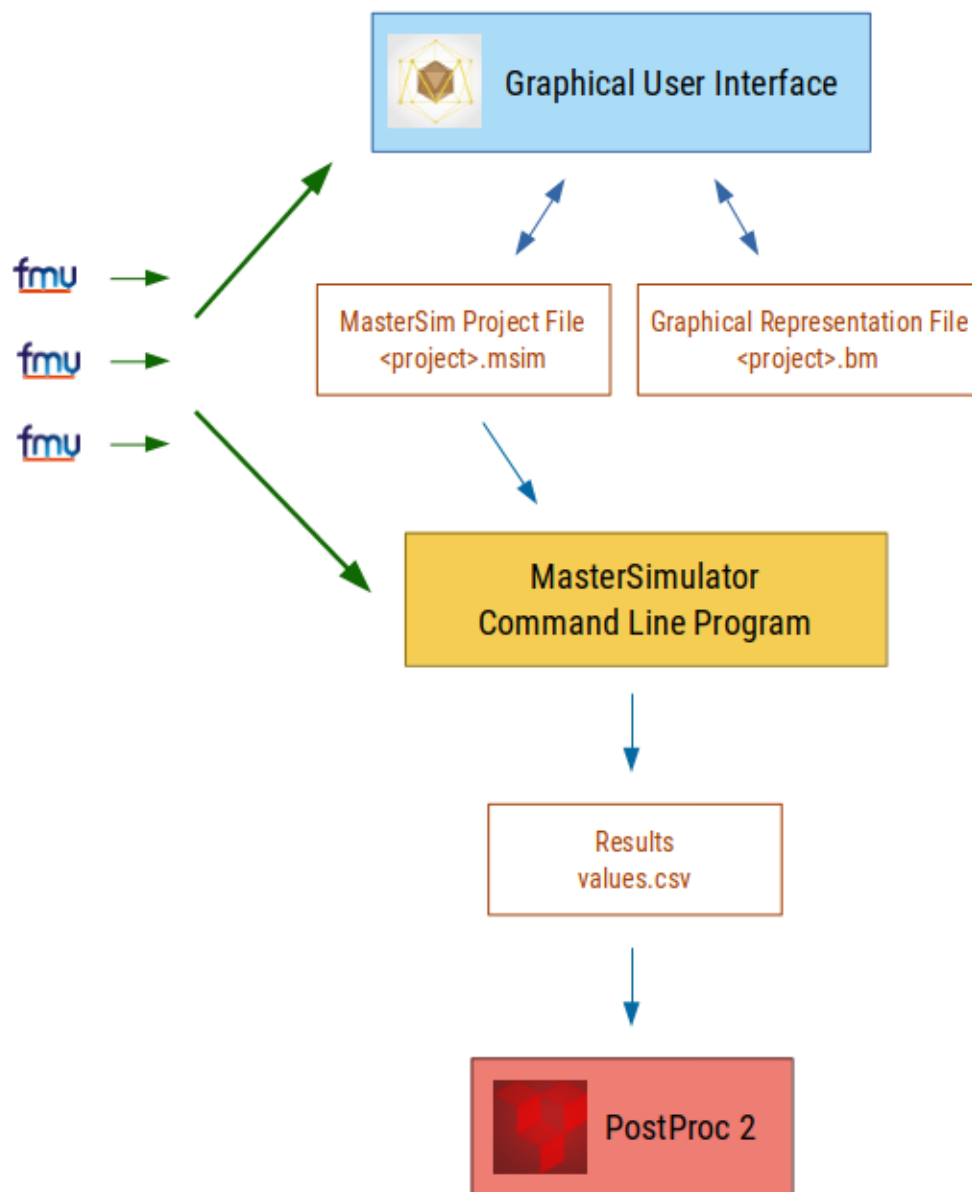 Graphical User Interface
fmu
fmu
fmu
MasterSim Project File
<project>.msim
Graphical Representation File
<project>.bm
MasterSimulator
Command Line Program
Results
values.csv
PostProc 2